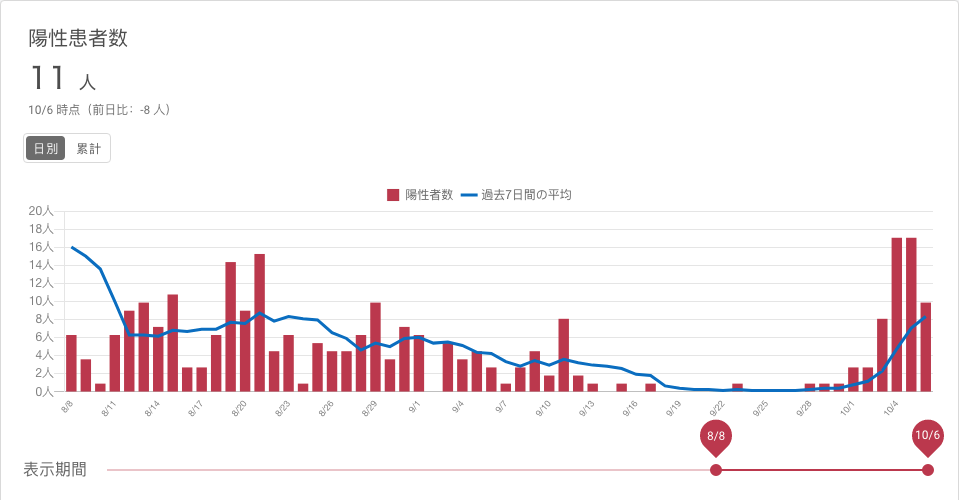 陽性患者数
11 人
10/6 時点（前日比：-8 人）
日別 累計
陽性者数 過去7日間の平均
20人
18人
16人
14人
12人
10人
8人
6人
4人
2人
0人
8/8 8/11 8/14 8/17 8/20 8/23 8/26 8/29 9/1 9/4 9/7 9/10 9/13 9/16 9/19 9/22 9/25 9/28 10/1 10/4
8/8 10/6
表示期間